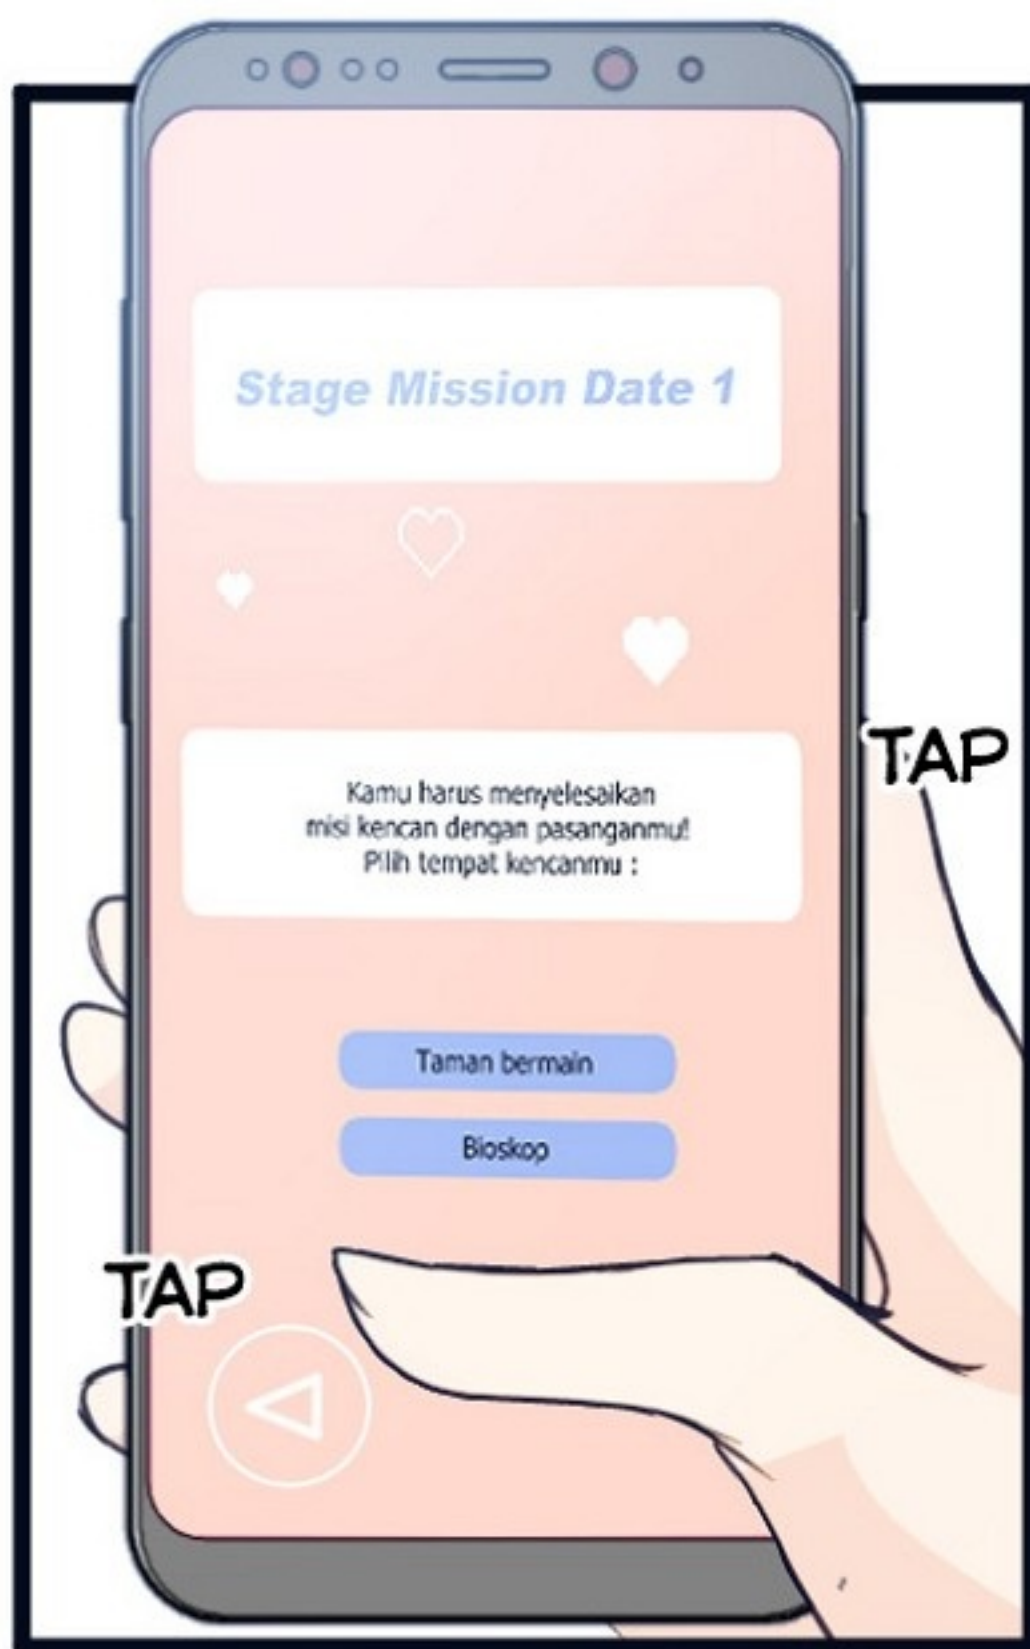 Stage Mission Date 1
TAP
Kamu harus menyelesaikan
misi kencan dengan pasanganmu!
Pilih tempat kencanmu :
Taman bermain
Bioskop
TAP